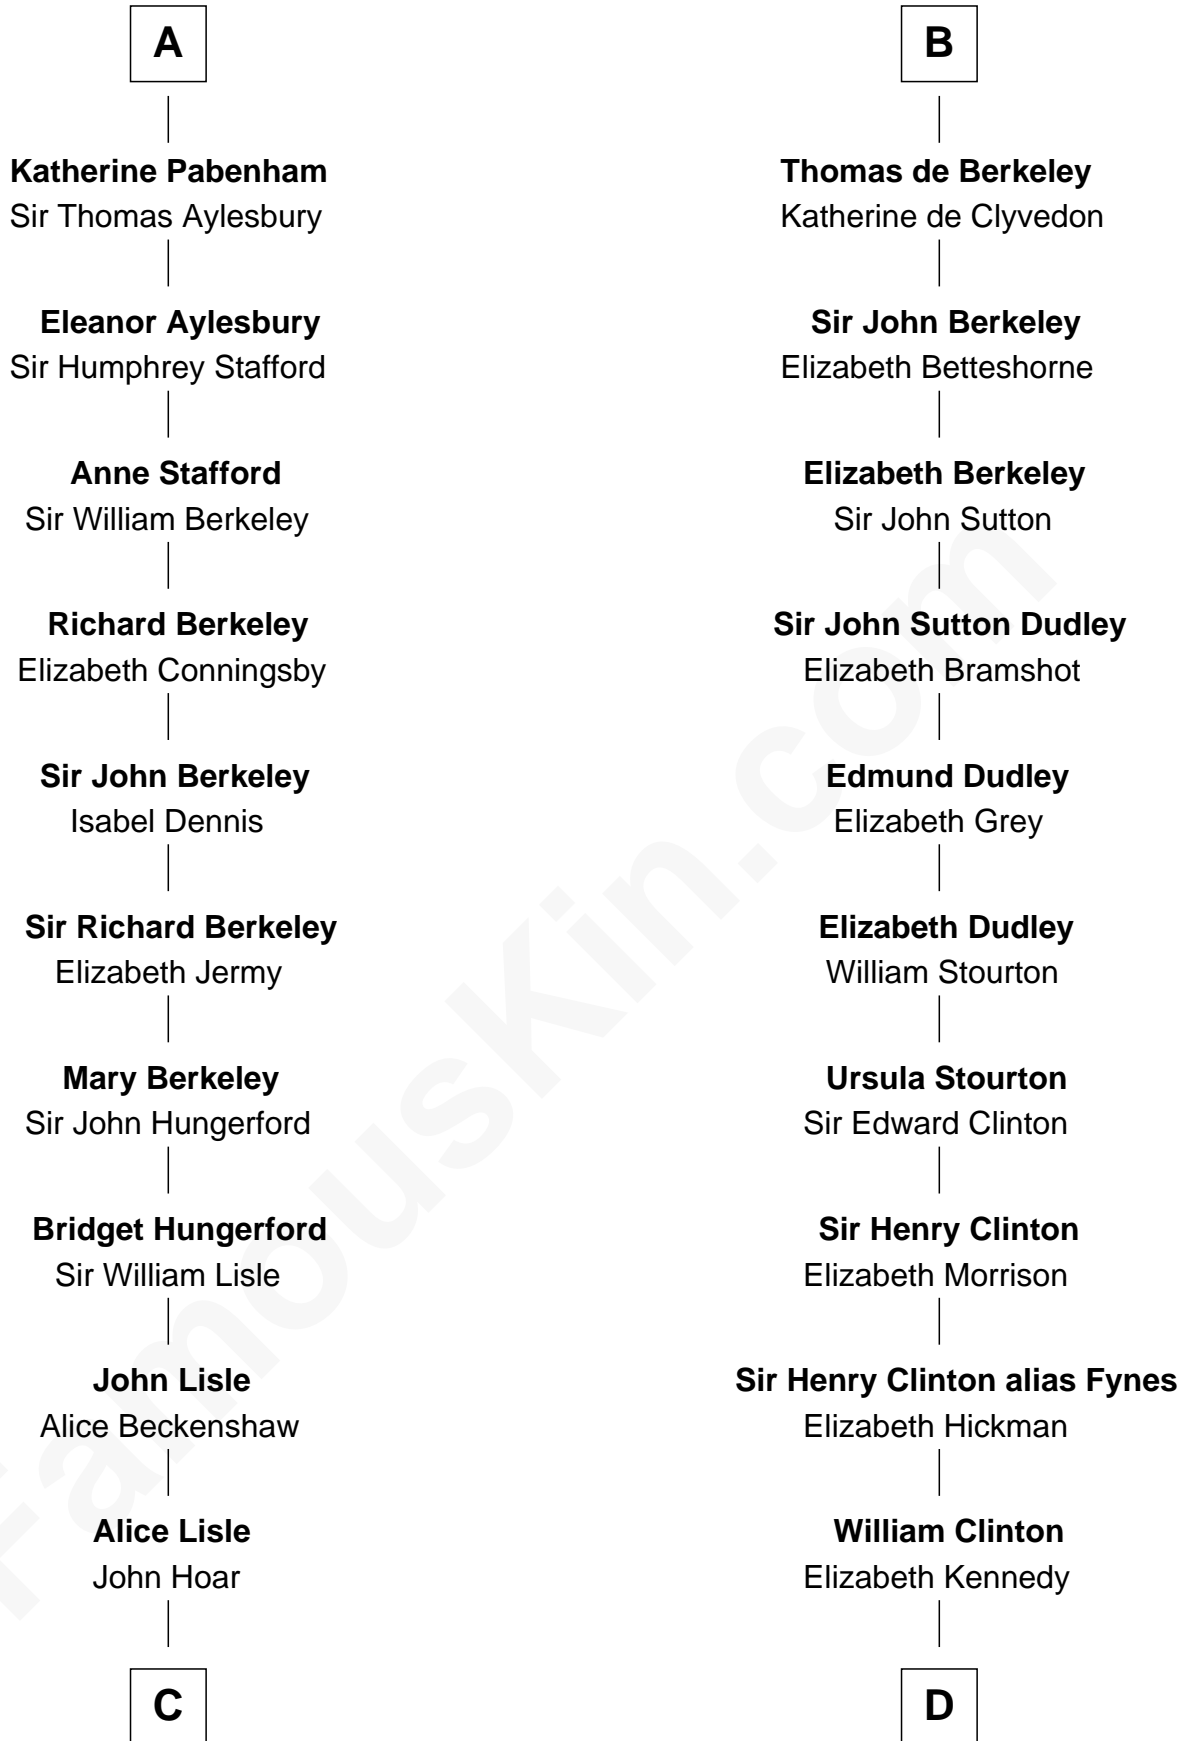 A
Katherine Pabenham
Sir Thomas Aylesbury
Eleanor Aylesbury
Sir Humphrey Stafford
Anne Stafford
Sir William Berkeley
Richard Berkeley
Elizabeth Conningsby
Sir John Berkeley
Isabel Dennis
Sir Richard Berkeley
Elizabeth Jermy
Mary Berkeley
Sir John Hungerford
Bridget Hungerford
Sir William Lisle
John Lisle
Alice Beckenshaw
Alice Lisle
John Hoar
C
B
Thomas de Berkeley
Katherine de Clyvedon
Sir John Berkeley
Elizabeth Betteshorne
Elizabeth Berkeley
Sir John Sutton
Sir John Sutton Dudley
Elizabeth Bramshot
Edmund Dudley
Elizabeth Grey
Elizabeth Dudley
William Stourton
Ursula Stourton
Sir Edward Clinton
Sir Henry Clinton
Elizabeth Morrison
Sir Henry Clinton alias Fynes
Elizabeth Hickman
William Clinton
Elizabeth Kennedy
D
FamousKin.com